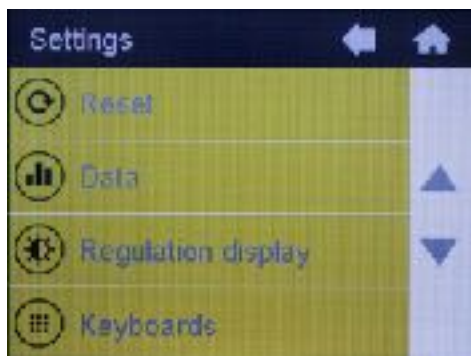 Settings
Reset
Data
Regulation display
Keyboards